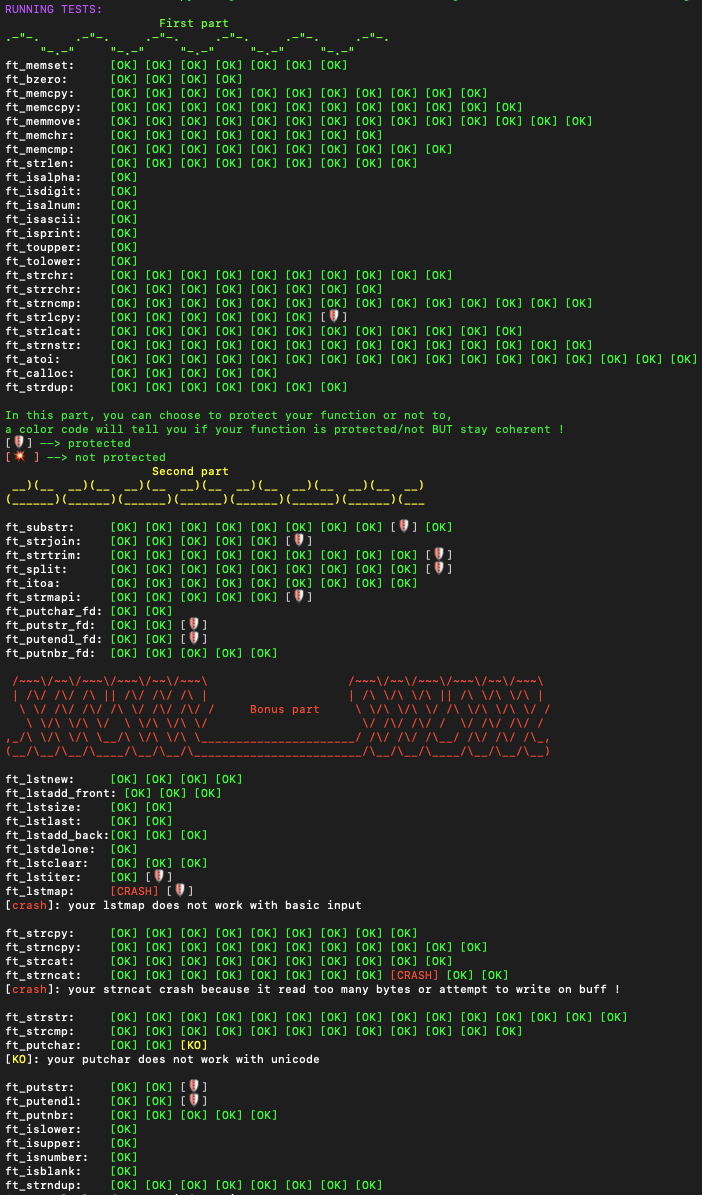 RUNNING TESTS:
First part
ft_memset: [OK] [OK] [OK] [OK] [OK] [OK] [OK]
ft_bzero: [OK] [OK] [OK] [OK]
ft_memcpy: [OK] [OK] [OK] [OK] [OK] [OK] [OK] [OK] [OK] [OK] [OK]
ft_memccpy: [OK] [OK] [OK] [OK] [OK] [OK] [OK] [OK] [OK] [OK] [OK] [OK]
ft_memmove: [OK] [OK] [OK] [OK] [OK] [OK] [OK] [OK] [OK] [OK] [OK] [OK] [OK] [OK]
ft_memchr: [OK] [OK] [OK] [OK] [OK] [OK] [OK] [OK]
ft_memcmp: [OK] [OK] [OK] [OK] [OK] [OK] [OK] [OK] [OK] [OK]
ft_strlen: [OK] [OK] [OK] [OK] [OK] [OK] [OK] [OK] [OK]
ft_isalpha: [OK]
ft_isdigit: [OK]
ft_isalnum: [OK]
ft_isascii: [OK]
ft_isprint: [OK]
ft_toupper: [OK]
ft_tolower: [OK]
ft_strchr: [OK] [OK] [OK] [OK] [OK] [OK] [OK] [OK] [OK] [OK]
ft_strrchr: [OK] [OK] [OK] [OK] [OK] [OK] [OK] [OK]
ft_strncmp: [OK] [OK] [OK] [OK] [OK] [OK] [OK] [OK] [OK] [OK] [OK] [OK] [OK] [OK]
ft_strlcpy: [OK] [OK] [OK] [OK] [OK] [OK] [🛡]
ft_strlcat: [OK] [OK] [OK] [OK] [OK] [OK] [OK] [OK] [OK] [OK] [OK] [OK]
ft_strnstr: [OK] [OK] [OK] [OK] [OK] [OK] [OK] [OK] [OK] [OK] [OK] [OK] [OK] [OK]
ft_atoi: [OK] [OK] [OK] [OK] [OK] [OK] [OK] [OK] [OK] [OK] [OK] [OK] [OK] [OK] [OK] [OK] [OK]
ft_calloc: [OK] [OK] [OK] [OK] [OK]
ft_strdup: [OK] [OK] [OK] [OK] [OK] [OK] [OK]
In this part, you can choose to protect your function or not to,
a color code will tell you if your function is protected/not BUT stay coherent !
[🛡] --> protected
[💥 ] --> not protected
Second part
ft_substr: [OK] [OK] [OK] [OK] [OK] [OK] [OK] [OK] [🛡] [OK]
ft_strjoin: [OK] [OK] [OK] [OK] [OK] [🛡]
ft_strtrim: [OK] [OK] [OK] [OK] [OK] [OK] [OK] [OK] [OK] [🛡]
ft_split: [OK] [OK] [OK] [OK] [OK] [OK] [OK] [OK] [OK] [🛡]
ft_itoa: [OK] [OK] [OK] [OK] [OK] [OK] [OK] [OK] [OK]
ft_strmapi: [OK] [OK] [OK] [OK] [OK] [🛡]
ft_putchar_fd: [OK] [OK]
ft_putstr_fd: [OK] [OK] [🛡]
ft_putendl_fd: [OK] [OK] [🛡]
ft_putnbr_fd: [OK] [OK] [OK] [OK] [OK]
Bonus part
ft_lstnew: [OK] [OK] [OK] [OK]
ft_lstadd_front: [OK] [OK] [OK]
ft_lstsize: [OK] [OK]
ft_lstlast: [OK] [OK]
ft_lstadd_back:[OK] [OK] [OK]
ft_lstdelone: [OK]
ft_lstclear: [OK] [OK] [OK]
ft_lstiter: [OK] [🛡]
ft_lstmap: [CRASH] [🛡]
[crash]: your lstmap does not work with basic input
ft_strcpy: [OK] [OK] [OK] [OK] [OK] [OK] [OK] [OK] [OK]
ft_strncpy: [OK] [OK] [OK] [OK] [OK] [OK] [OK] [OK] [OK] [OK] [OK]
ft_strcat: [OK] [OK] [OK] [OK] [OK] [OK] [OK] [OK] [OK] [OK]
ft_strncat: [OK] [OK] [OK] [OK] [OK] [OK] [OK] [OK] [CRASH] [OK] [OK]
[crash]: your strncat crash because it read too many bytes or attempt to write on buff !
ft_strstr: [OK] [OK] [OK] [OK] [OK] [OK] [OK] [OK] [OK] [OK] [OK] [OK] [OK] [OK] [OK]
ft_strcmp: [OK] [OK] [OK] [OK] [OK] [OK] [OK] [OK] [OK] [OK] [OK] [OK]
ft_putchar: [OK] [OK] [KO]
[KO]: your putchar does not work with unicode
ft_putstr: [OK] [OK] [🛡]
ft_putendl: [OK] [OK] [🛡]
ft_putnbr: [OK] [OK] [OK] [OK] [OK]
ft_islower: [OK]
ft_isupper: [OK]
ft_isnumber: [OK]
ft_isblank: [OK]
ft_strndup: [OK] [OK] [OK] [OK] [OK] [OK] [OK] [OK]